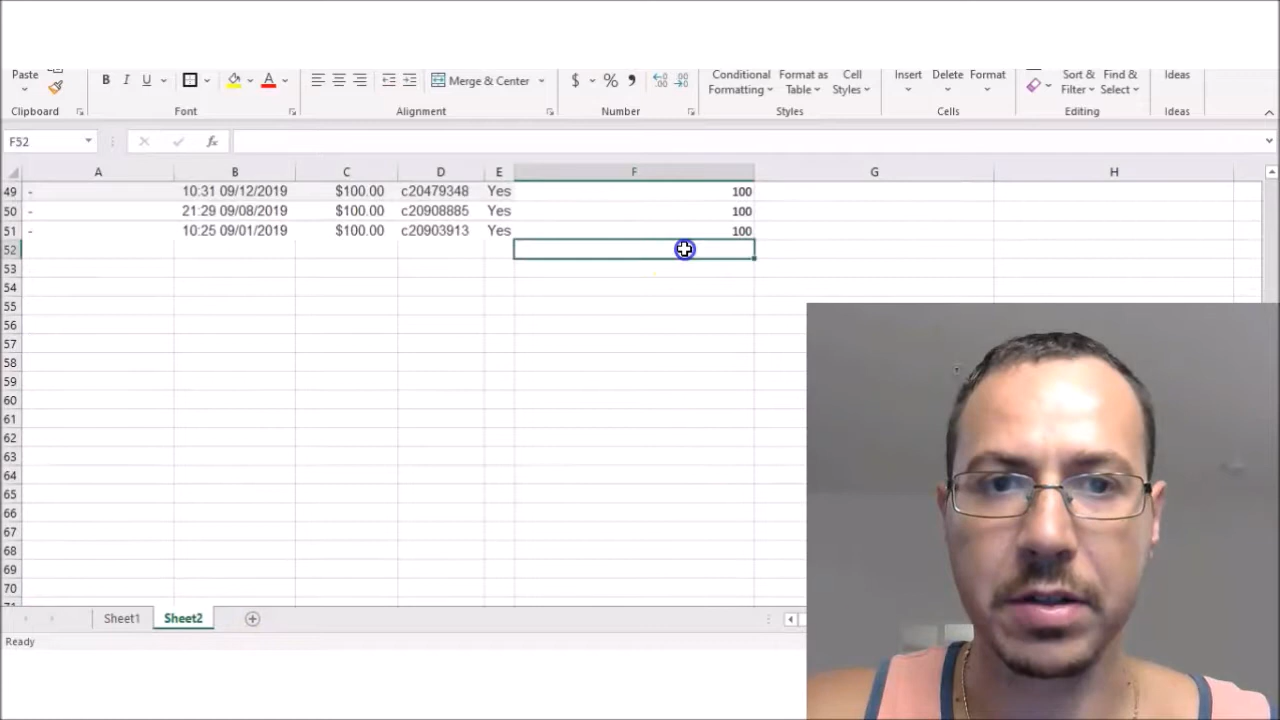 Paste
B I U A
Merge & Center
$ % 9
Conditional Formatting Format as Table Cell Styles
Insert Delete Format
Sort & Filter Find & Select
Ideas
Clipboard Font Alignment Number Styles Cells Editing Ideas
F52 fx
A B C D E F G H
49 - 10:31 09/12/2019 $100.00 c20479348 Yes 100
50 - 21:29 09/08/2019 $100.00 c20908885 Yes 100
51 - 10:25 09/01/2019 $100.00 c20903913 Yes 100
52
53
54
55
56
57
58
59
60
61
62
63
64
65
66
67
68
69
70
Sheet1 Sheet2
Ready